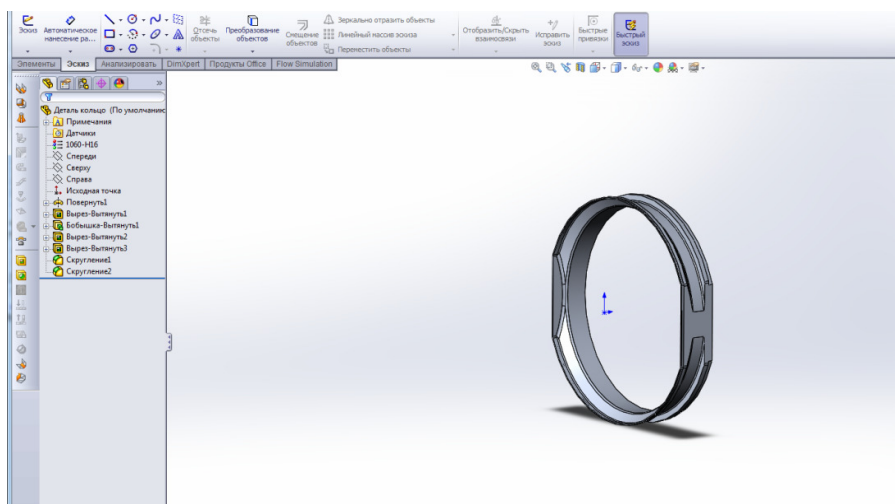 Эскиз
Автоматическое нанесение ра...
Отсечь объекты
Преобразование объектов
Смещение объектов
Зеркально отразить объекты
Линейный массив эскиза
Переместить объекты
Отобразить/Скрыть взаимосвязи
Исправить эскиз
Быстрые привязки
Быстрый эскиз
Элементы Эскиз Анализировать DimXpert Продукты Office Flow Simulation
Деталь кольцо (По умолчанию
Примечания
Датчики
1060-H16
Спереди
Сверху
Справа
Исходная точка
Повернуть1
Вырез-Вытянуть1
Бобышка-Вытянуть1
Вырез-Вытянуть2
Вырез-Вытянуть3
Скругление1
Скругление2